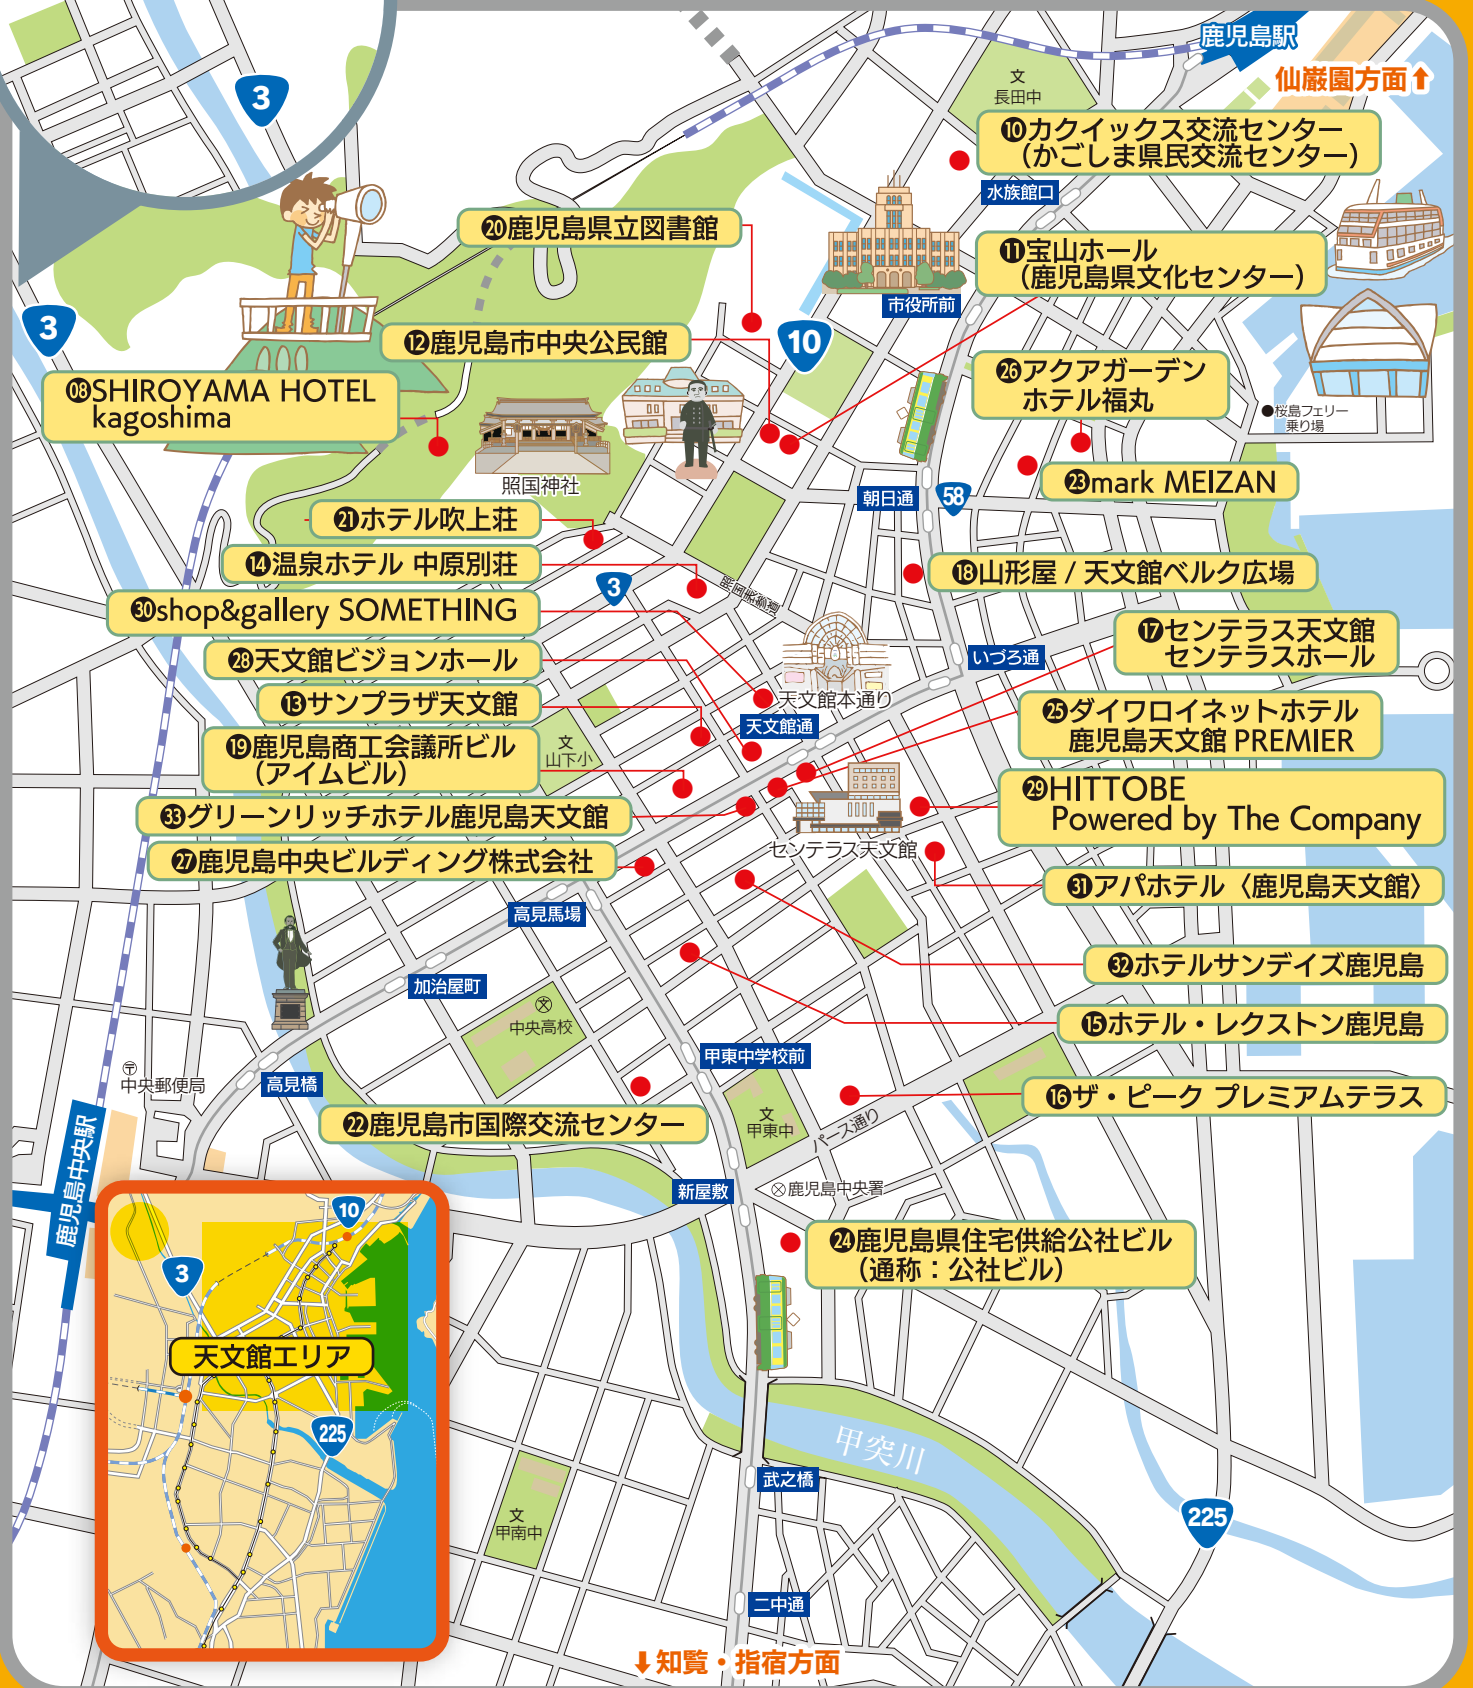 鹿児島駅
仙巌園方面⬆
3
文
長田中
❿カクイックス交流センター
(かごしま県民交流センター)
水族館口
⓴鹿児島県立図書館
⓫宝山ホール
(鹿児島県文化センター)
市役所前
3
⓬鹿児島市中央公民館
10
㉖アクアガーデン
ホテル福丸
08SHIROYAMA HOTEL
kagoshima
●桜島フェリー
乗り場
照国神社
㉓mark MEIZAN
朝日通
58
㉑ホテル吹上荘
⓮温泉ホテル 中原別荘
⓲山形屋 / 天文館ベルク広場
3
照国表参道
㉚shop&gallery SOMETHING
⓱センテラス天文館
センテラスホール
㉘天文館ビジョンホール
いづろ通
⓭サンプラザ天文館
天文館本通り
㉕ダイワロイネットホテル
鹿児島天文館 PREMIER
天文館通
文
山下小
⓳鹿児島商工会議所ビル
(アイムビル)
㉙HITTOBE
Powered by The Company
㉝グリーンリッチホテル鹿児島天文館
センテラス天文館
㉗鹿児島中央ビルディング株式会社
㉛アパホテル〈鹿児島天文館〉
高見馬場
㉜ホテルサンデイズ鹿児島
加治屋町
文
中央高校
⓯ホテル・レクストン鹿児島
甲東中学校前
〒
中央郵便局
高見橋
⓰ザ・ピーク プレミアムテラス
㉒鹿児島市国際交流センター
文
甲東中
パース通り
鹿児島中央駅
新屋敷
鹿児島中央署
㉔鹿児島県住宅供給公社ビル
(通称：公社ビル)
10
3
天文館エリア
225
甲突川
武之橋
文
甲南中
225
二中通
⬇知覧・指宿方面